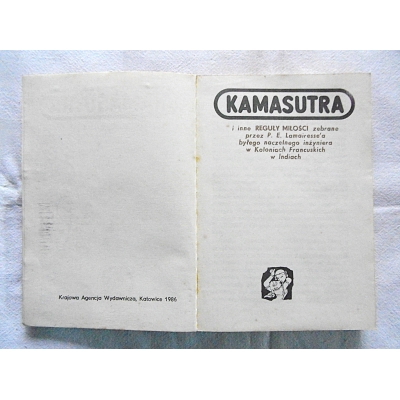 Krajowa Agencja Wydawnicza, Katowice 1986
KAMASUTRA
i inne REGUŁY MIŁOŚCI zebrane
przez P. E. Lamairesse'a
byłego naczelnego inżyniera
w Koloniach Francuskich
w Indiach